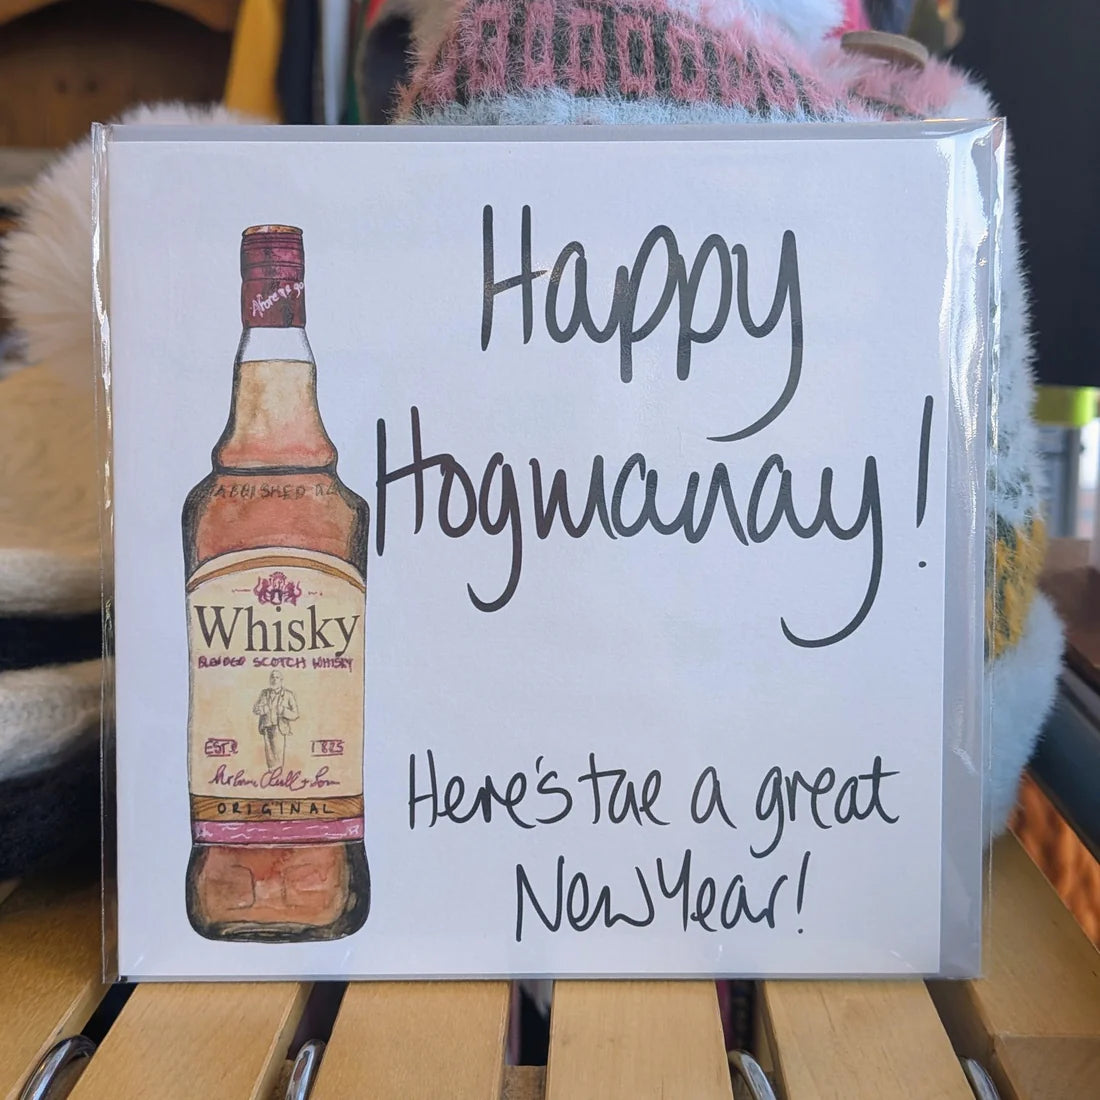 Happy
Hogmanay!
Here's tae a great
New Year!
Whisky
BLENDED SCOTCH WHISKY
EST.D 1825
ORIGINAL